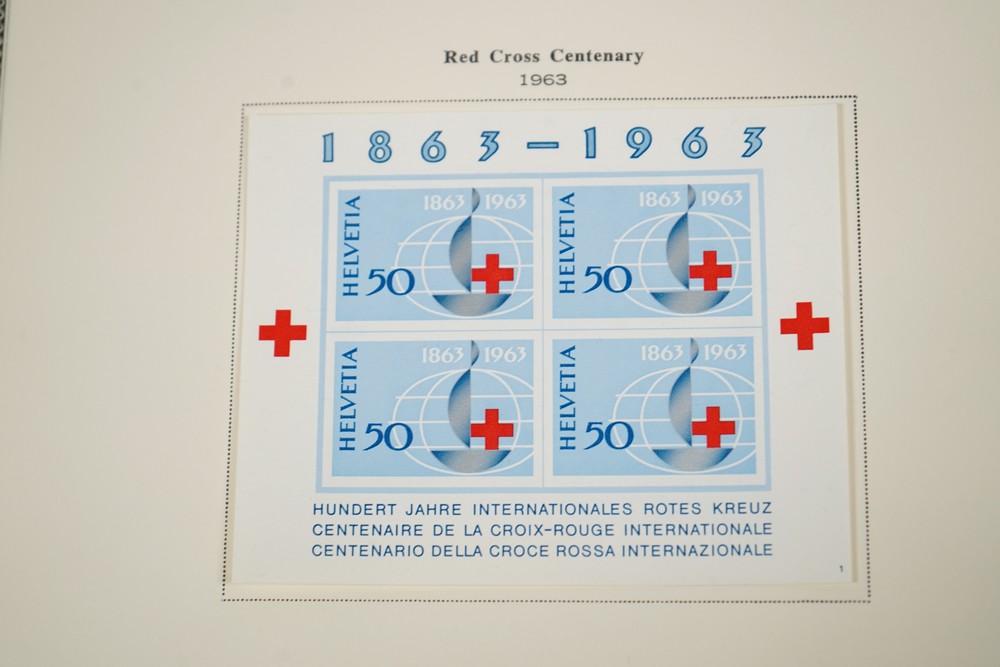 Red Cross Centenary
1963
1863–1963
1863 1963
HELVETIA
50
1863 1963
HELVETIA
50
1863 1963
HELVETIA
50
1863 1963
HELVETIA
50
HUNDERT JAHRE INTERNATIONALES ROTES KREUZ
CENTENAIRE DE LA CROIX-ROUGE INTERNATIONALE
CENTENARIO DELLA CROCE ROSSA INTERNAZIONALE
1